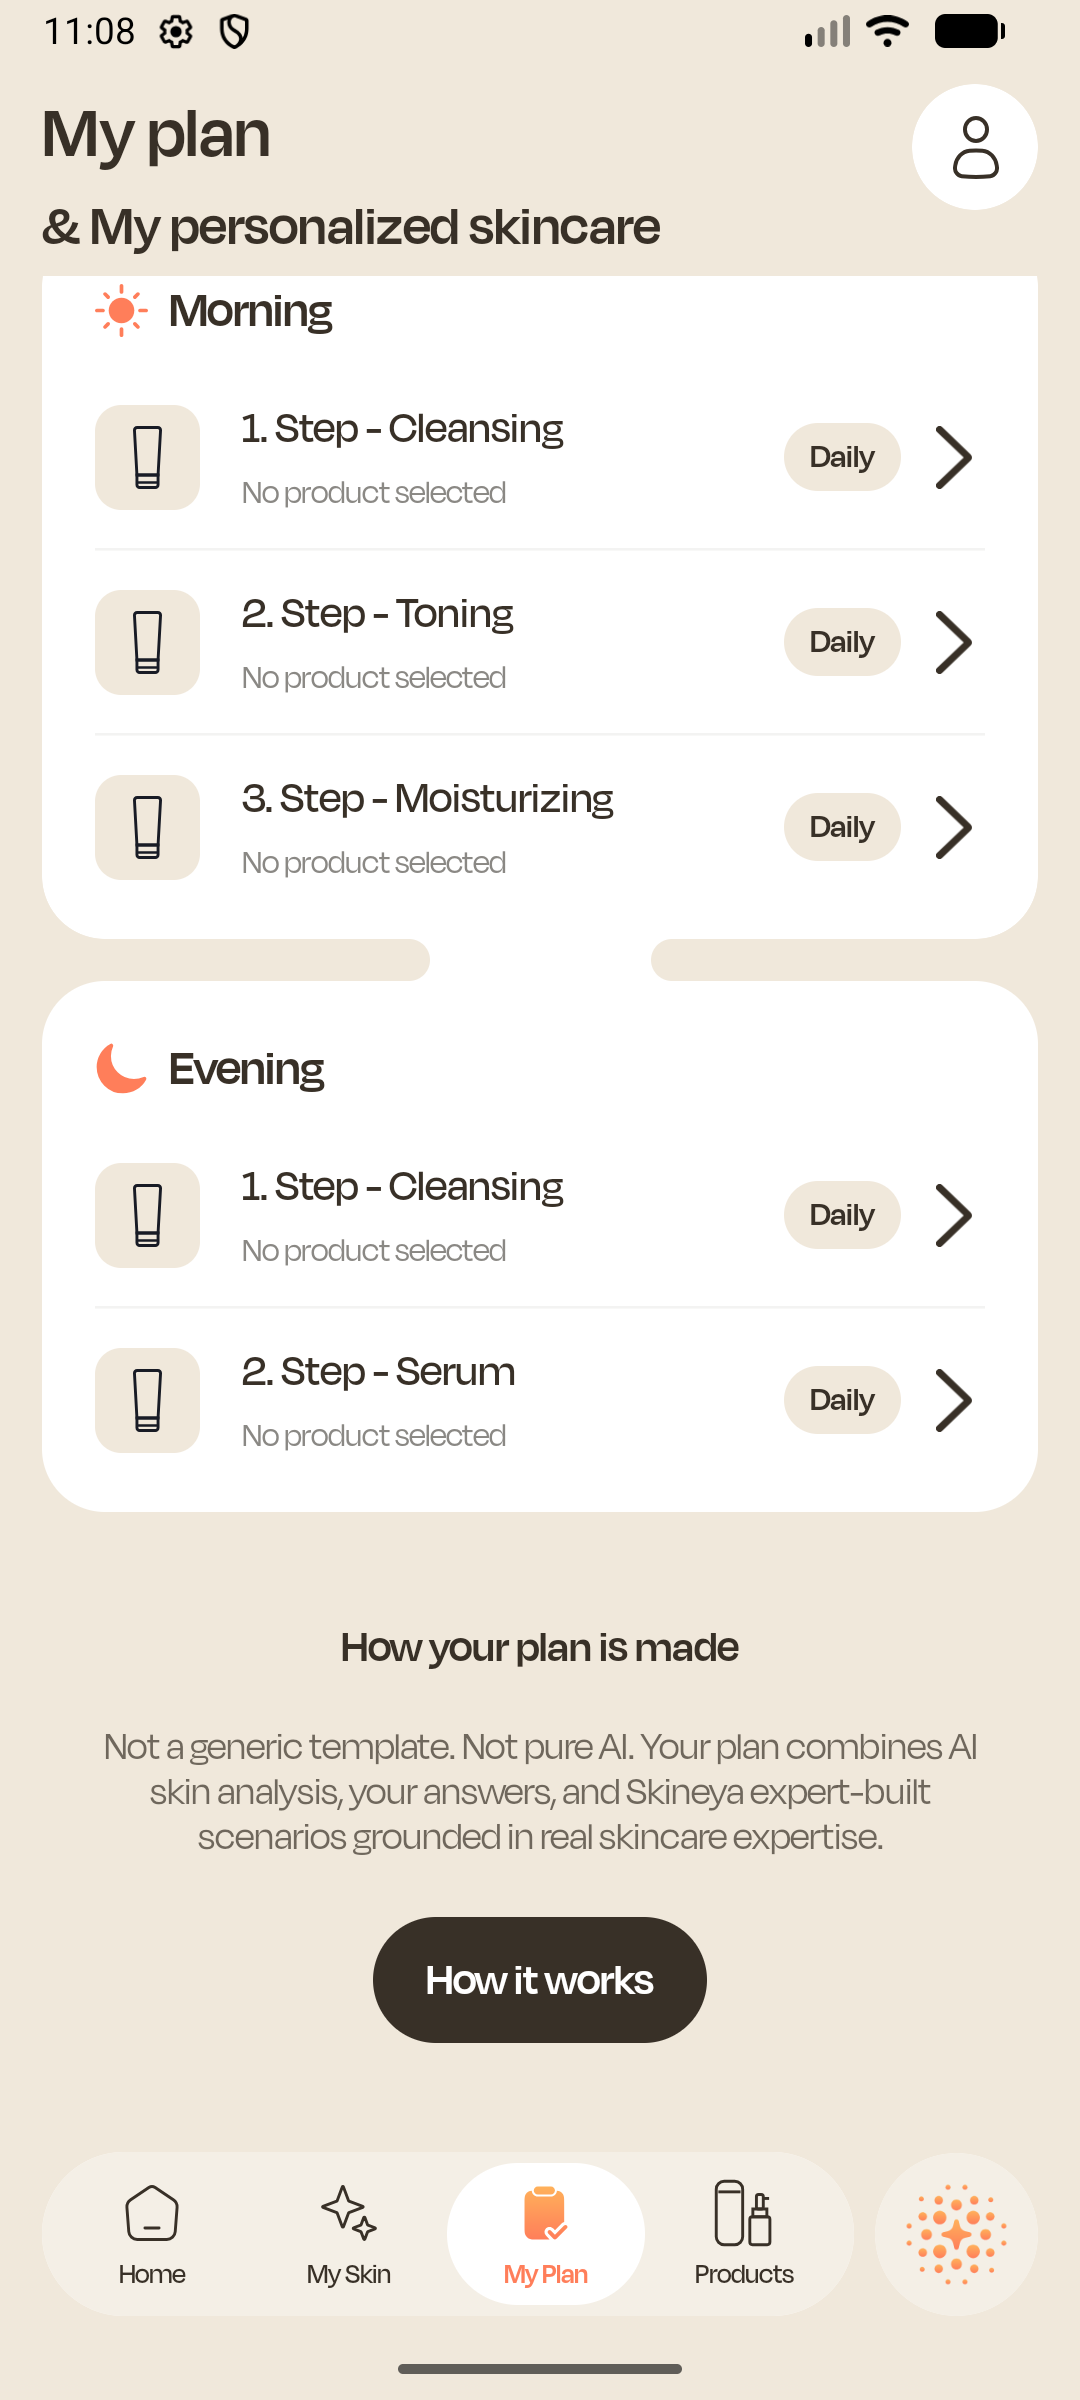 11:08
My plan
& My personalized skincare
Morning
1. Step - Cleansing
No product selected
Daily
2. Step - Toning
No product selected
Daily
3. Step - Moisturizing
No product selected
Daily
Evening
1. Step - Cleansing
No product selected
Daily
2. Step - Serum
No product selected
Daily
How your plan is made
Not a generic template. Not pure AI. Your plan combines AI
skin analysis, your answers, and Skineya expert-built
scenarios grounded in real skincare expertise.
How it works
Home
My Skin
My Plan
Products